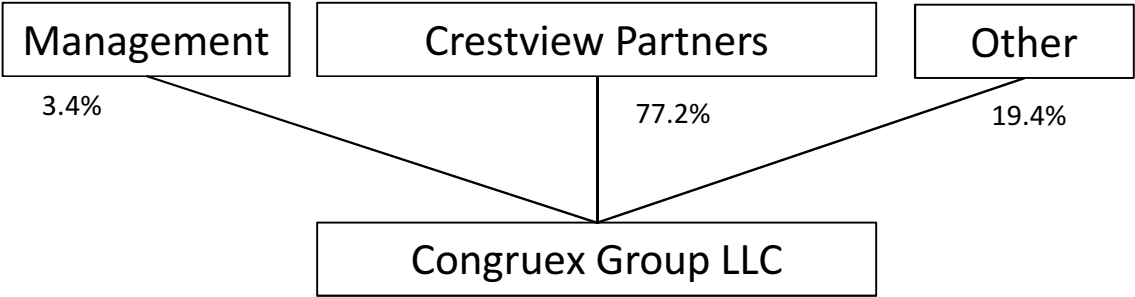 Management
Crestview Partners
Other
3.4%
77.2%
19.4%
Congruex Group LLC